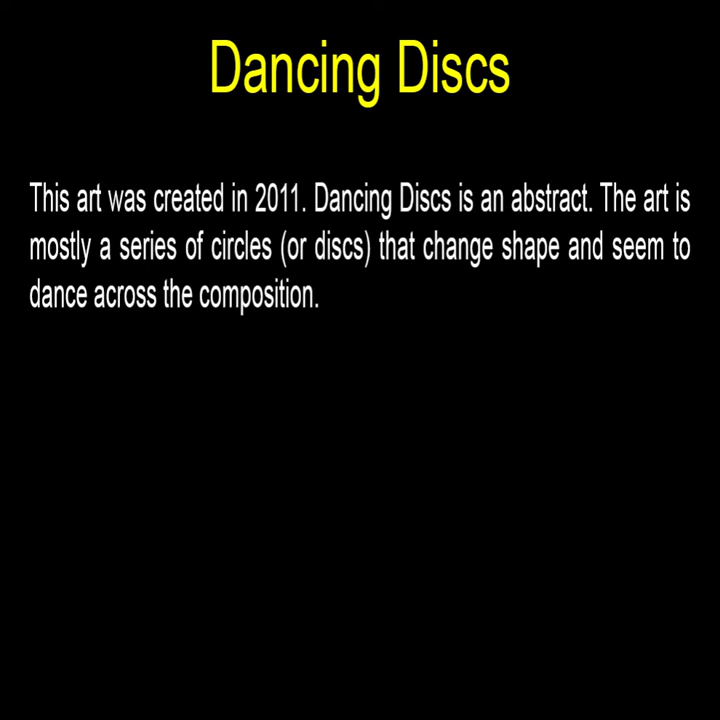 Dancing Discs
This art was created in 2011. Dancing Discs is an abstract. The art is
mostly a series of circles (or discs) that change shape and seem to
dance across the composition.